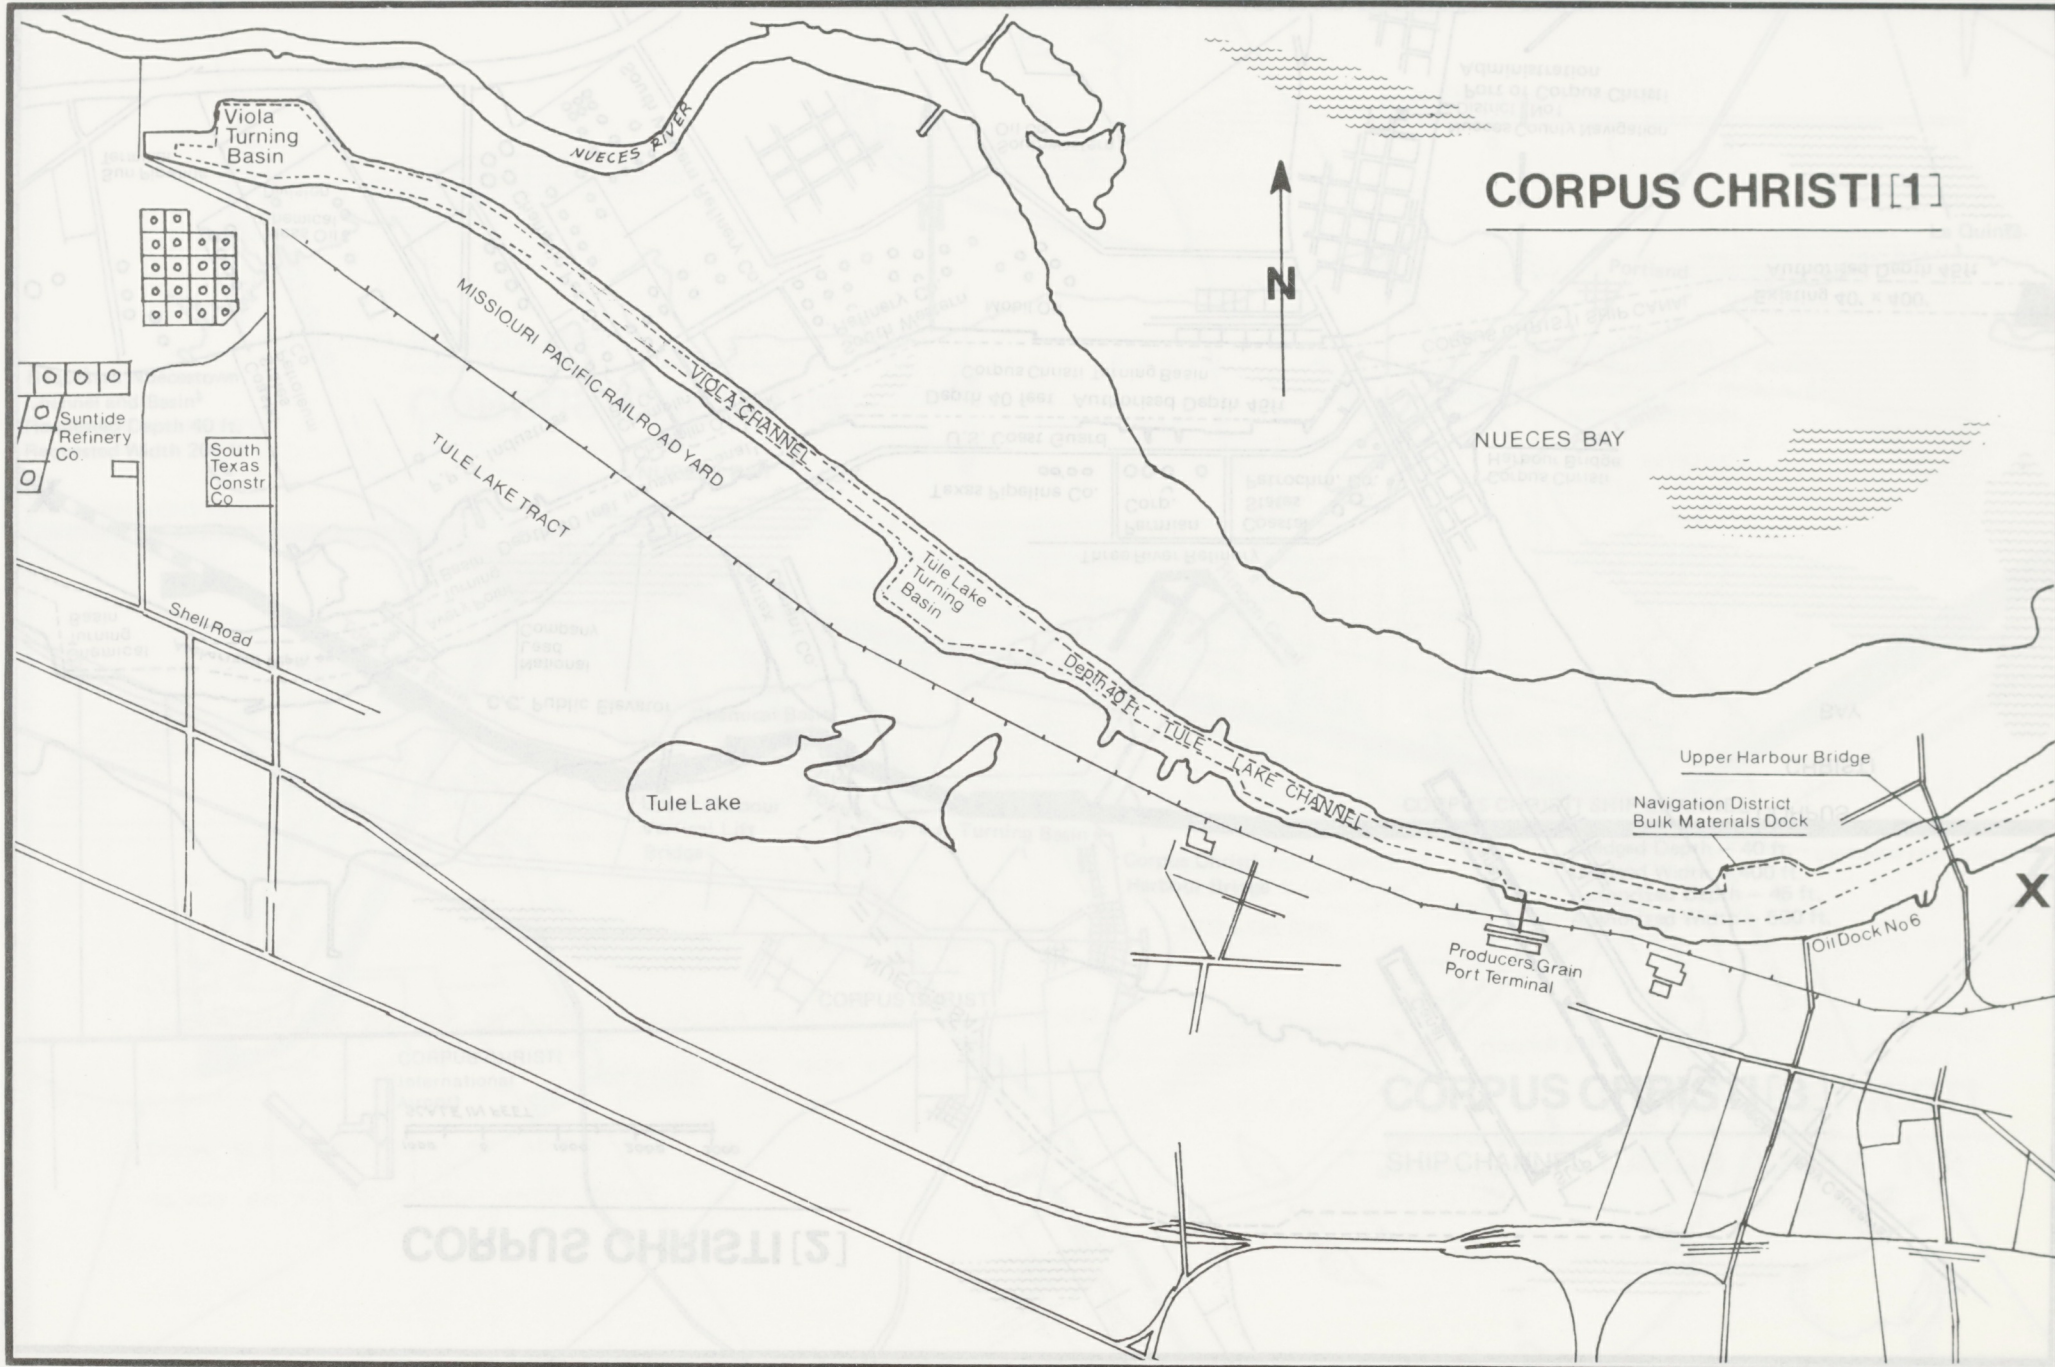 Viola
Turning
Basin
NUECES RIVER
CORPUS CHRISTI [1]
N
MISSOURI PACIFIC RAILROAD YARD
VIOLA CHANNEL
TULE LAKE TRACT
NUECES BAY
Suntide
Refinery
Co.
South
Texas
Constr
Co
Shell Road
Tule Lake
Turning
Basin
Depth 40 Ft
TULE LAKE CHANNEL
Tule Lake
Upper Harbour Bridge
Navigation District
Bulk Materials Dock
X
Oil Dock No 6
Producers Grain
Port Terminal